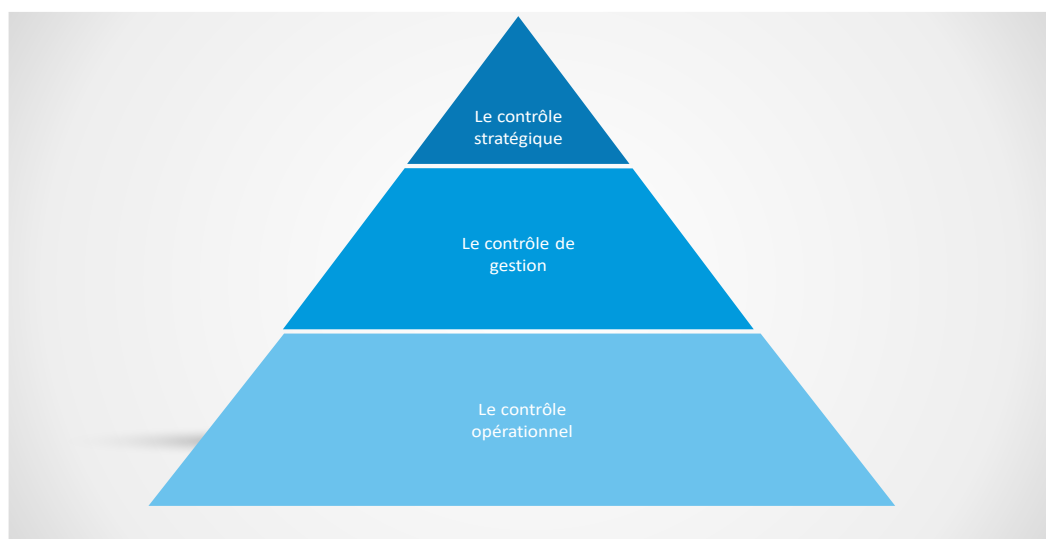 Le contrôle
stratégique
Le contrôle de
gestion
Le contrôle
opérationnel